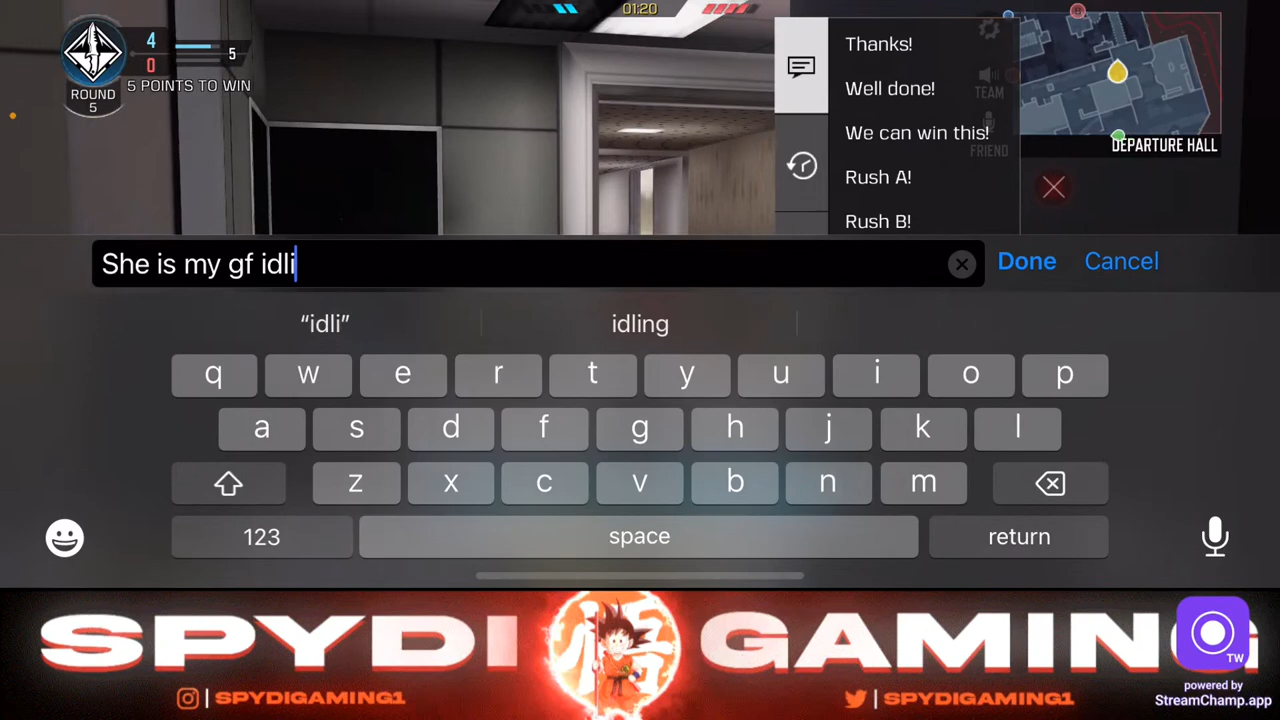 01:20
4
0
5
ROUND
5
5 POINTS TO WIN
Thanks!
Well done!
We can win this!
Rush A!
Rush B!
TEAM
FRIEND
DEPARTURE HALL
She is my gf idli
Done
Cancel
“idli”
idling
q w e r t y u i o p
a s d f g h j k l
z x c v b n m
123
space
return
SPYDI GAMING
悟
SPYDIGAMING1
SPYDIGAMING1
TW
powered by
StreamChamp.app